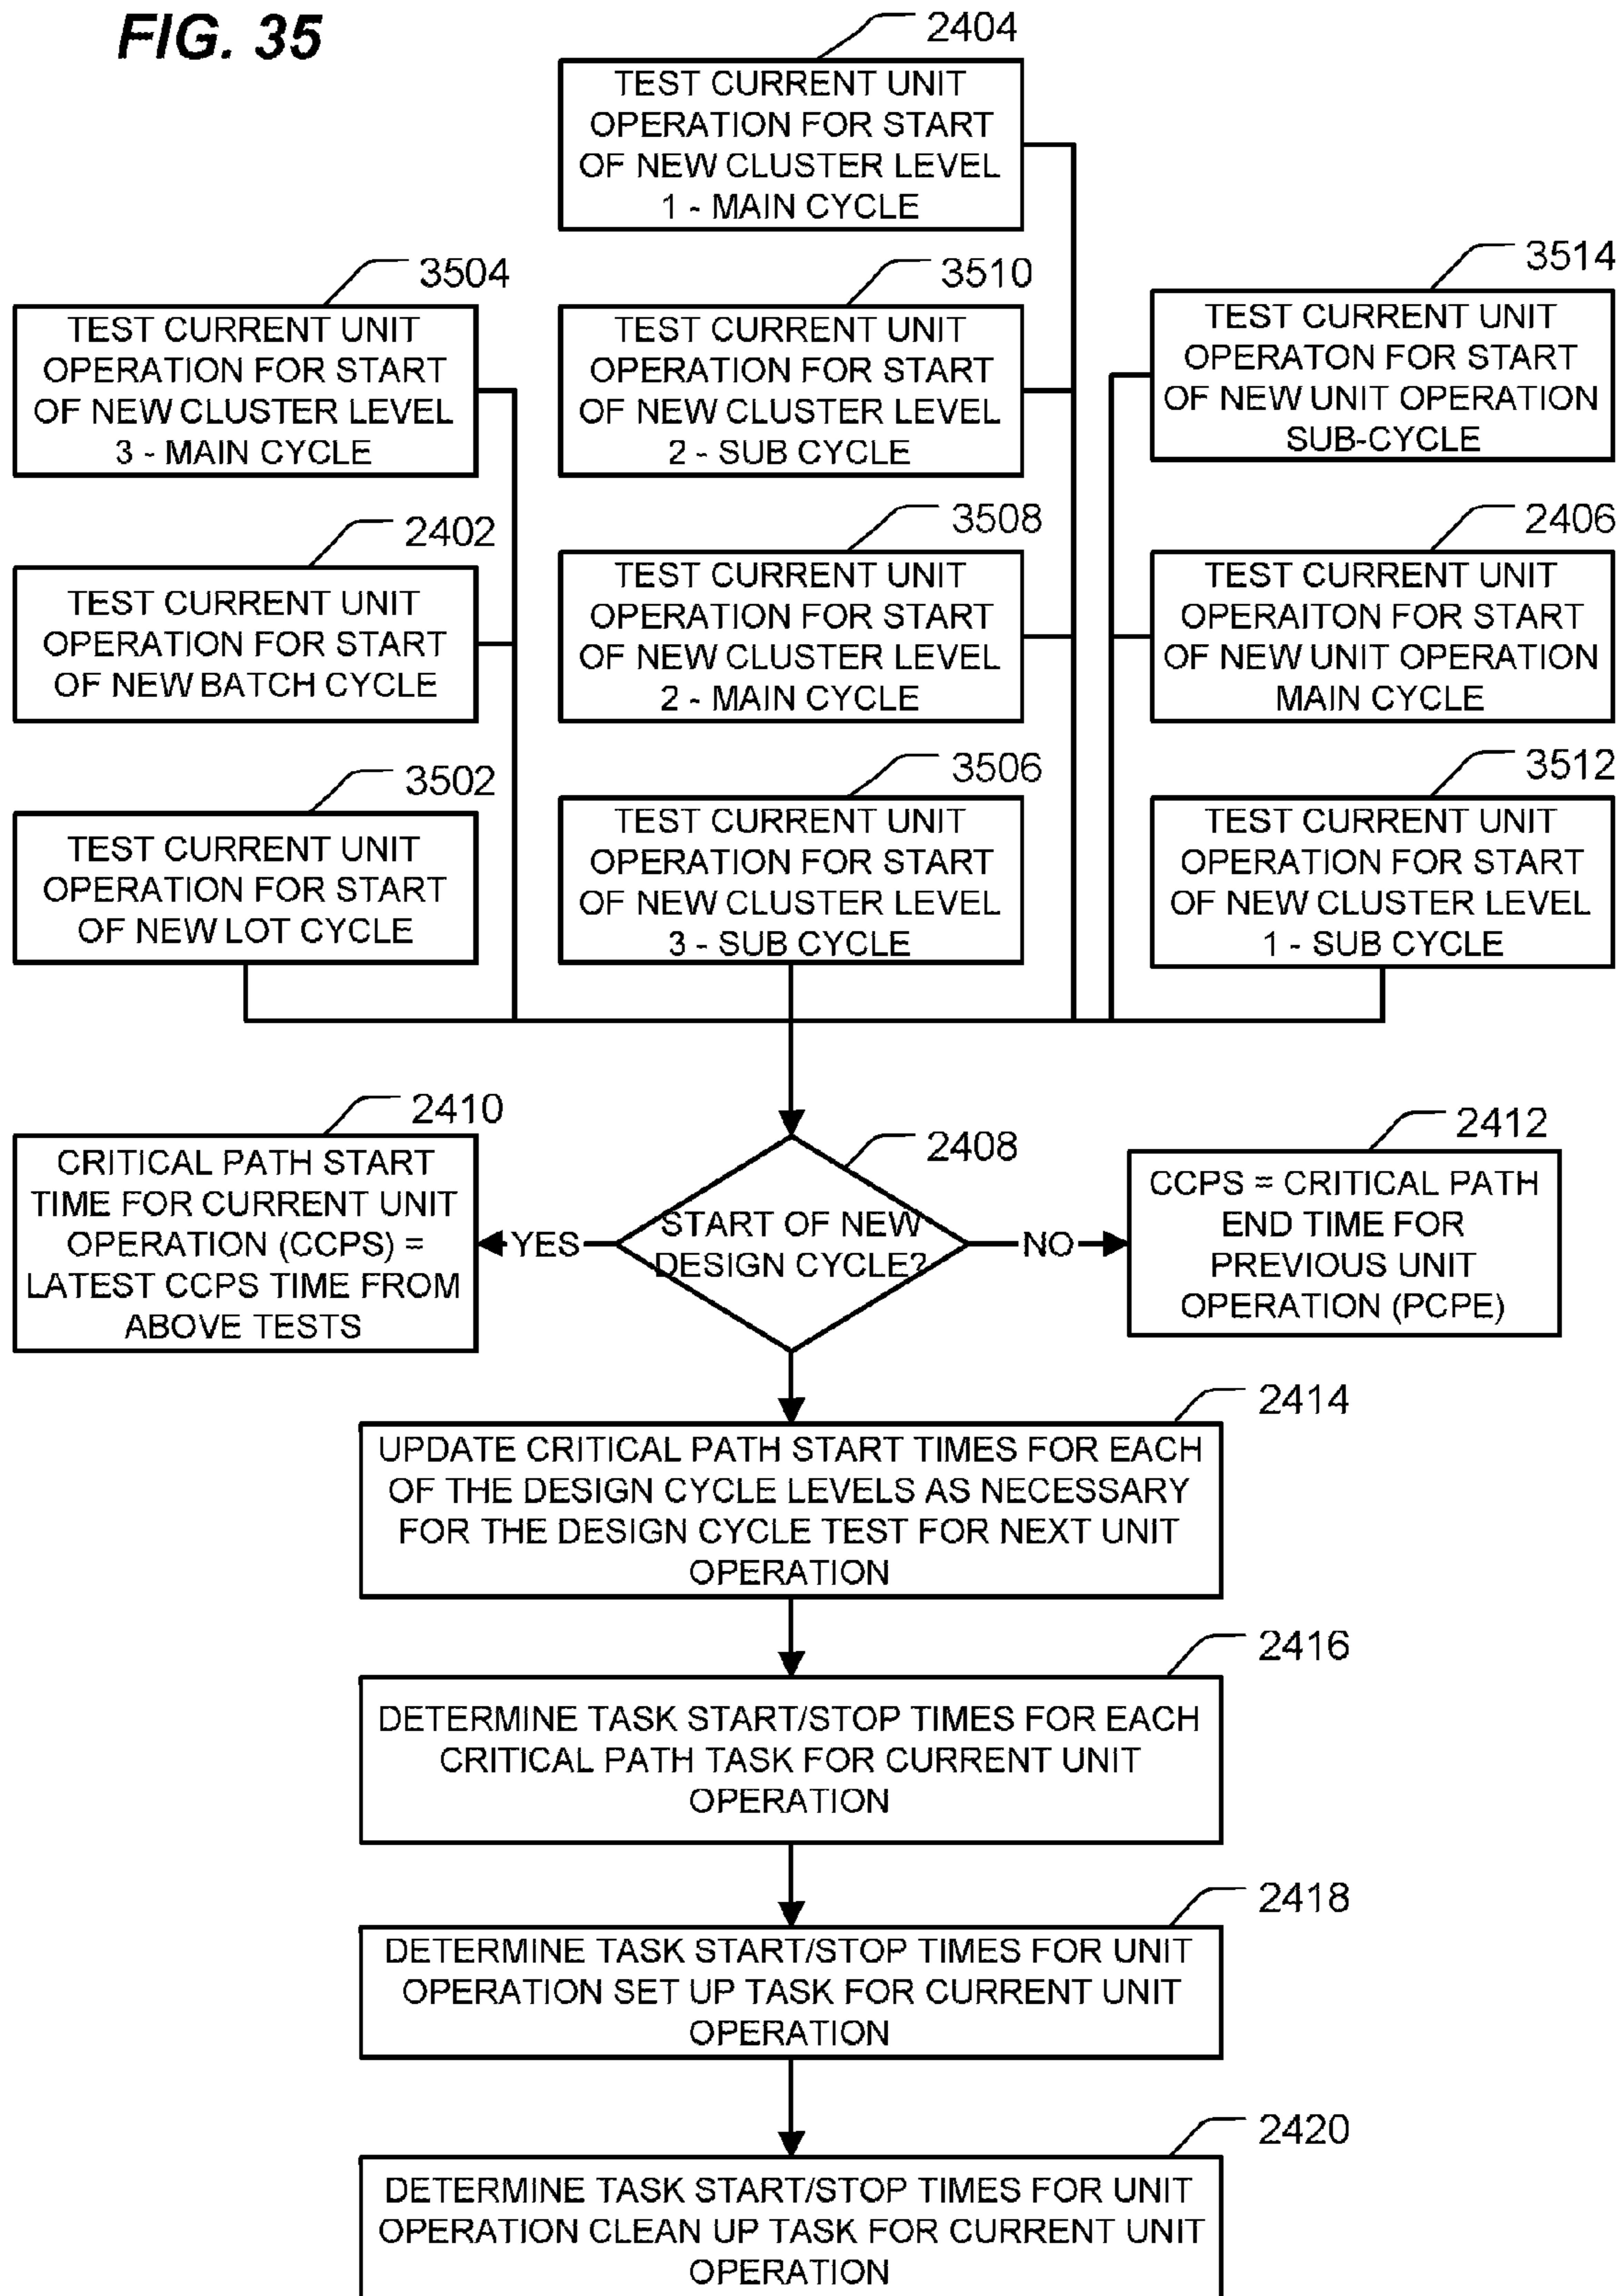 FIG. 35
2404
TEST CURRENT UNIT
OPERATION FOR START
OF NEW CLUSTER LEVEL
1 - MAIN CYCLE
3504
TEST CURRENT UNIT
OPERATION FOR START
OF NEW CLUSTER LEVEL
3 - MAIN CYCLE
3510
TEST CURRENT UNIT
OPERATION FOR START
OF NEW CLUSTER LEVEL
2 - SUB CYCLE
3514
TEST CURRENT UNIT
OPERATON FOR START
OF NEW UNIT OPERATION
SUB-CYCLE
2402
TEST CURRENT UNIT
OPERATION FOR START
OF NEW BATCH CYCLE
3508
TEST CURRENT UNIT
OPERATION FOR START
OF NEW CLUSTER LEVEL
2 - MAIN CYCLE
2406
TEST CURRENT UNIT
OPERAITON FOR START
OF NEW UNIT OPERATION
MAIN CYCLE
3502
TEST CURRENT UNIT
OPERATION FOR START
OF NEW LOT CYCLE
3506
TEST CURRENT UNIT
OPERATION FOR START
OF NEW CLUSTER LEVEL
3 - SUB CYCLE
3512
TEST CURRENT UNIT
OPERATION FOR START
OF NEW CLUSTER LEVEL
1 - SUB CYCLE
2410
CRITICAL PATH START
TIME FOR CURRENT UNIT
OPERATION (CCPS) =
LATEST CCPS TIME FROM
ABOVE TESTS
YES
2408
START OF NEW
DESIGN CYCLE?
NO
2412
CCPS = CRITICAL PATH
END TIME FOR
PREVIOUS UNIT
OPERATION (PCPE)
2414
UPDATE CRITICAL PATH START TIMES FOR EACH
OF THE DESIGN CYCLE LEVELS AS NECESSARY
FOR THE DESIGN CYCLE TEST FOR NEXT UNIT
OPERATION
2416
DETERMINE TASK START/STOP TIMES FOR EACH
CRITICAL PATH TASK FOR CURRENT UNIT
OPERATION
2418
DETERMINE TASK START/STOP TIMES FOR UNIT
OPERATION SET UP TASK FOR CURRENT UNIT
OPERATION
2420
DETERMINE TASK START/STOP TIMES FOR UNIT
OPERATION CLEAN UP TASK FOR CURRENT UNIT
OPERATION